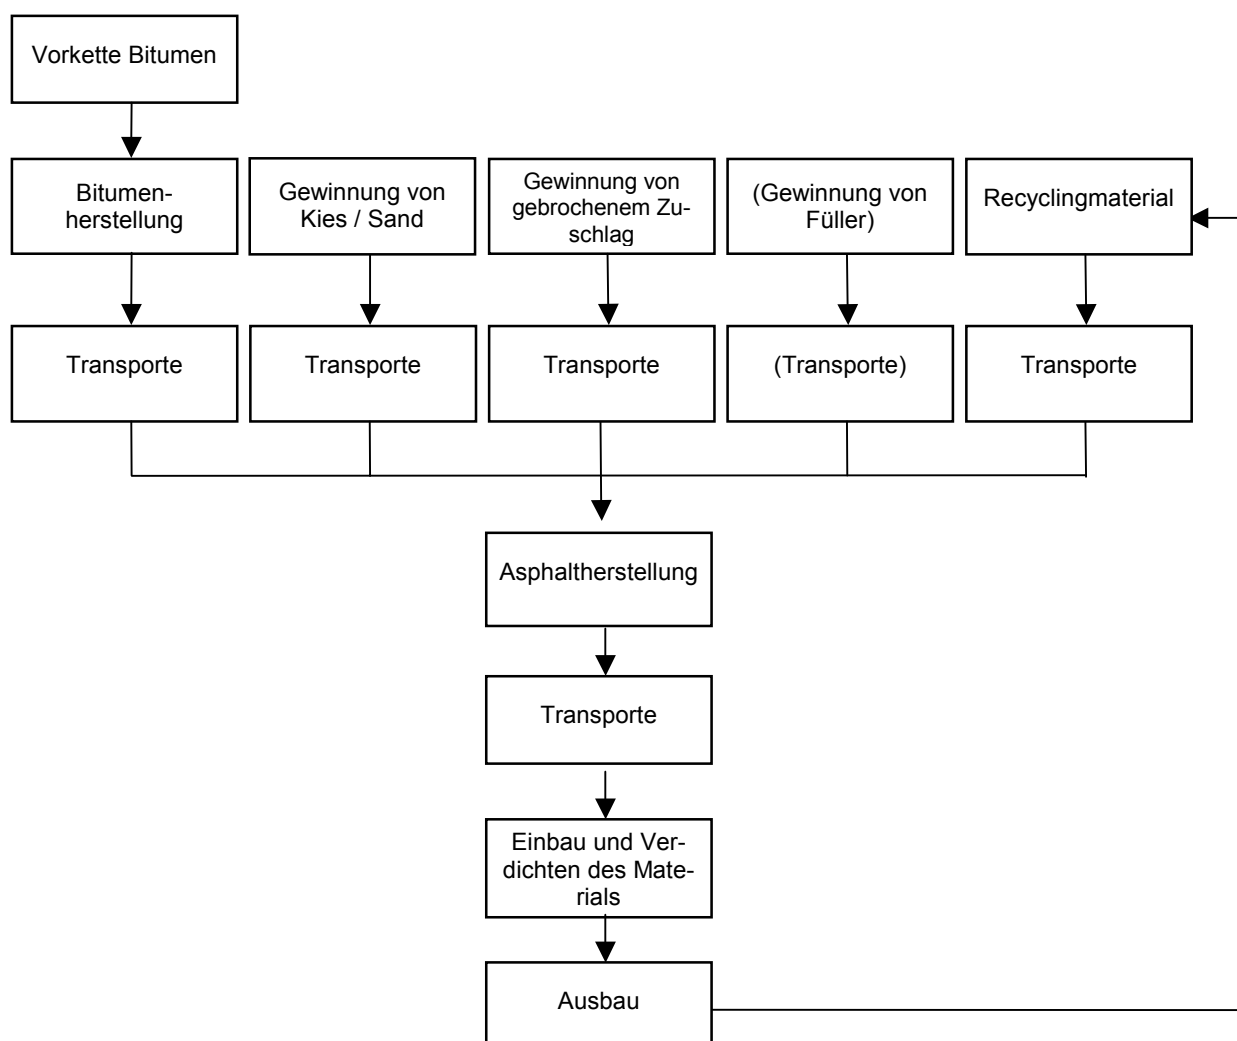 Vorkette Bitumen
Bitumen-
herstellung
Gewinnung von
Kies / Sand
Gewinnung von
gebrochenem Zu-
schlag
(Gewinnung von
Füller)
Recyclingmaterial
Transporte
Transporte
Transporte
(Transporte)
Transporte
Asphaltherstellung
Transporte
Einbau und Ver-
dichten des Mate-
rials
Ausbau